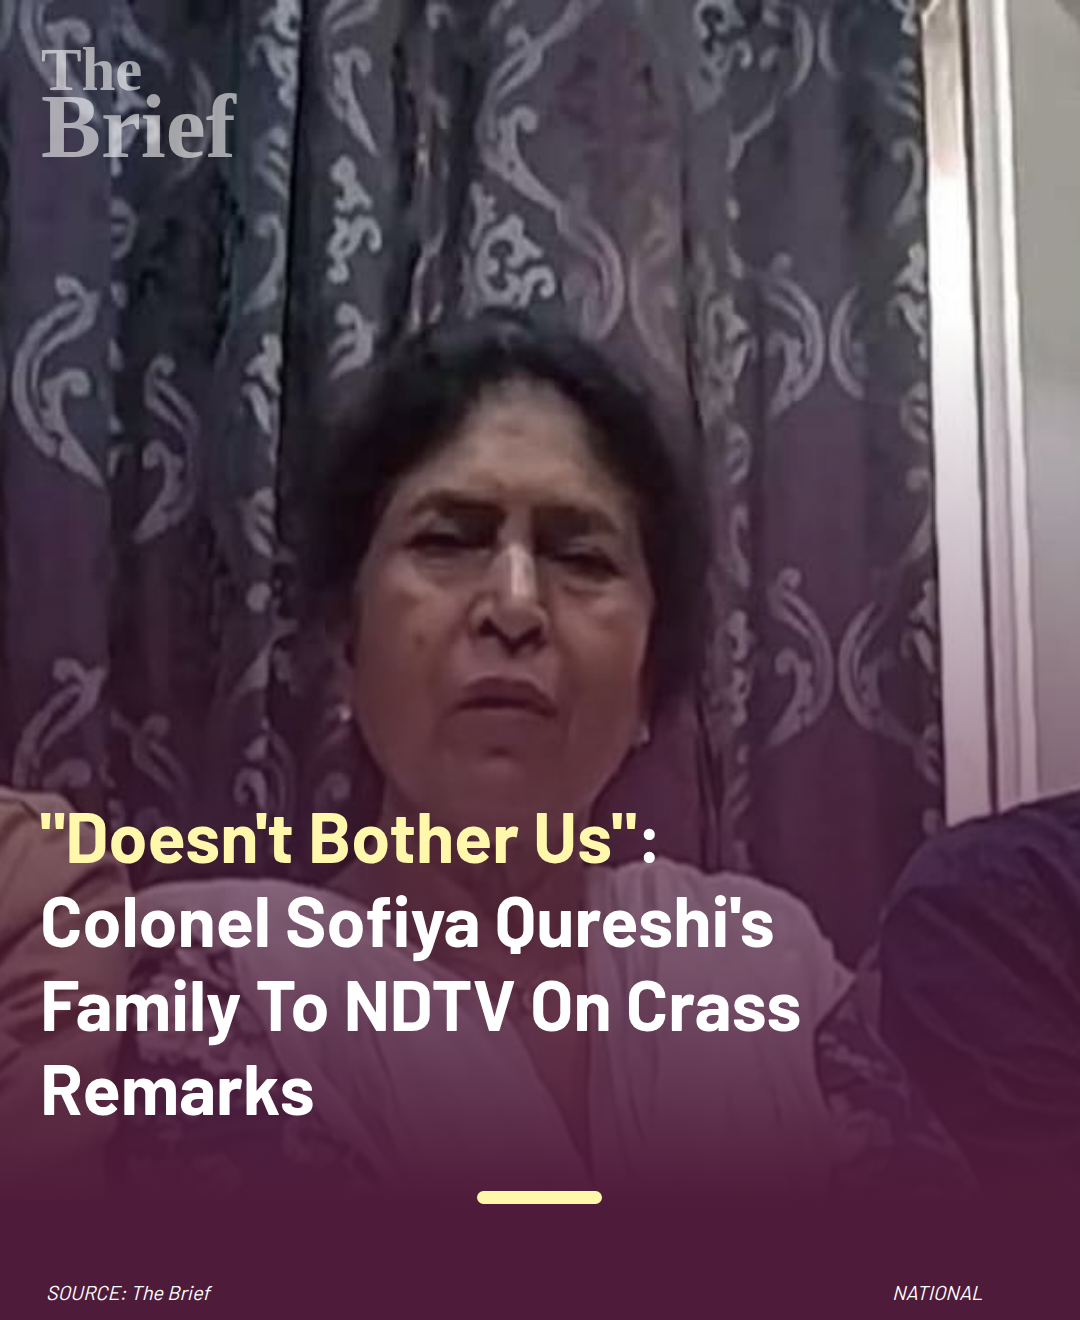 The
Brief
"Doesn't Bother Us":
Colonel Sofiya Qureshi's
Family To NDTV On Crass
Remarks
SOURCE: The Brief
NATIONAL